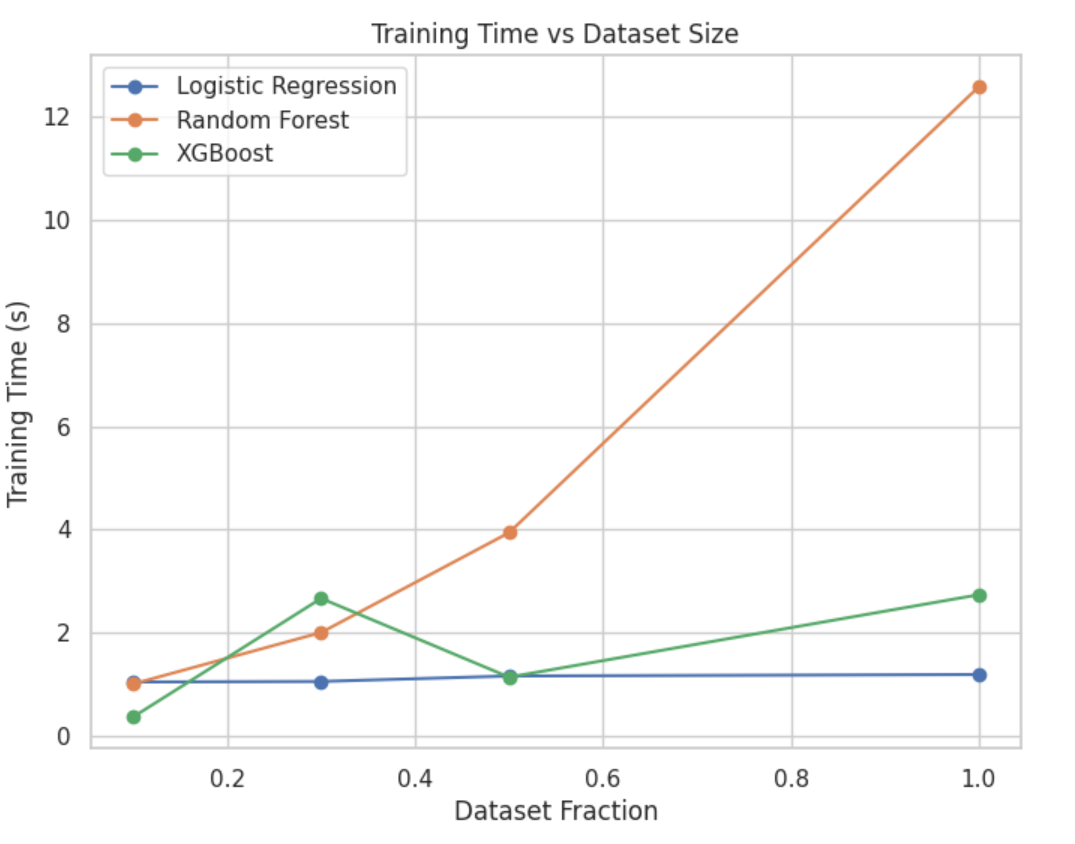 Training Time vs Dataset Size
Logistic Regression
Random Forest
XGBoost
Training Time (s)
12
10
8
6
4
2
0
0.2 0.4 0.6 0.8 1.0
Dataset Fraction